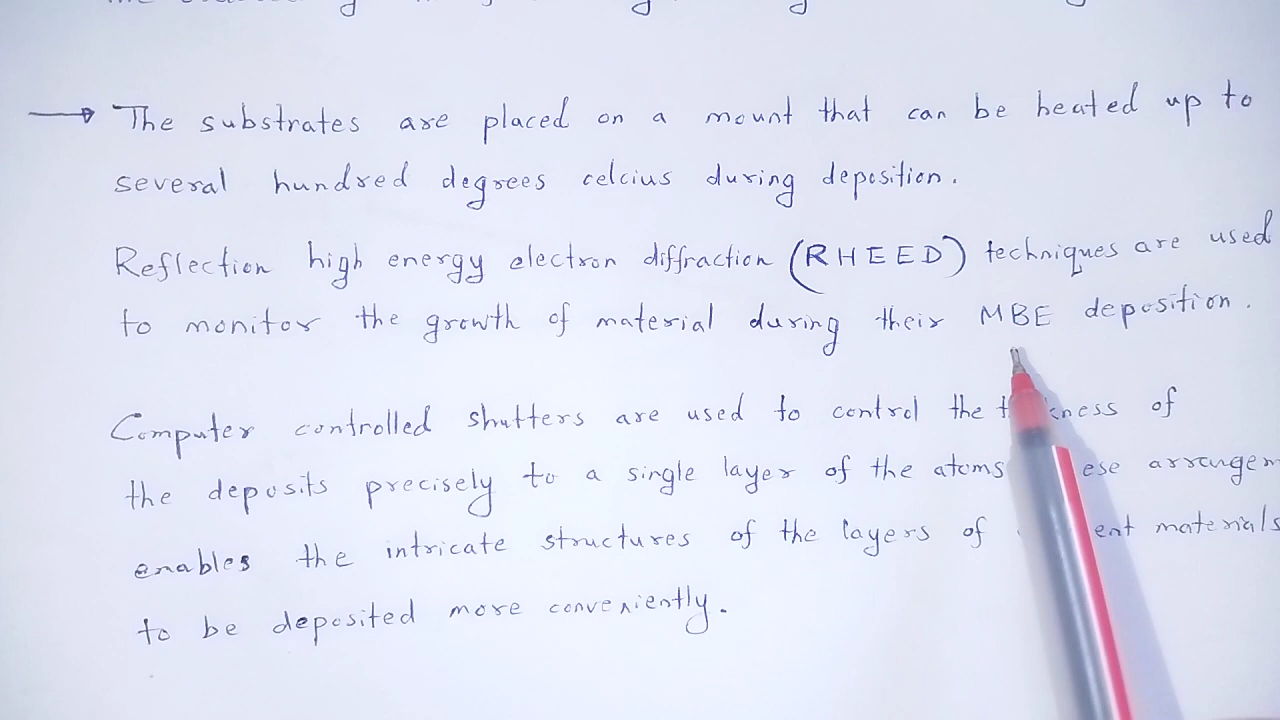 → The substrates are placed on a mount that can be heated up to
several hundred degrees celcius during deposition.
Reflection high energy electron diffraction (RHEED) techniques are used
to monitor the growth of material during their MBE deposition.
Computer controlled shutters are used to control the of
the deposits precisely to a single layer of the atoms
enables the intricate structures of the layers of materials
to be deposited more conveniently.